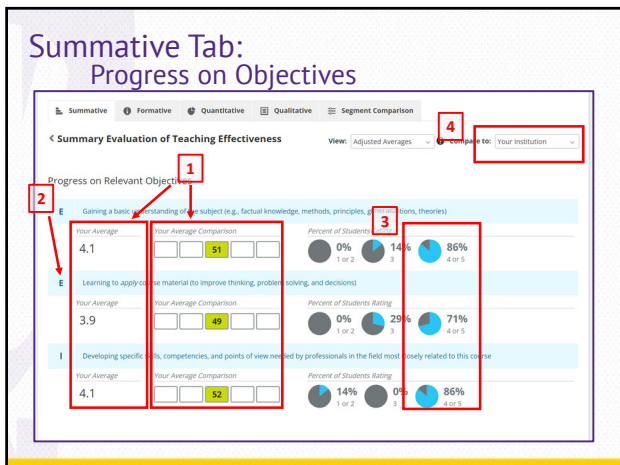 Summative Tab:
Progress on Objectives
Summative Formative Quantitative Qualitative Segment Comparison
4
< Summary Evaluation of Teaching Effectiveness View: Adjusted Averages Compare to: Your Institution
1
Progress on Relevant Objectives
2
E Gaining a basic understanding of the subject (e.g., factual knowledge, methods, principles, generalizations, theories)
3
Your Average Your Average Comparison Percent of Students Rating
4.1 51 0% 14% 86%
1 or 2 3 4 or 5
E Learning to apply course material (to improve thinking, problem solving, and decisions)
Your Average Your Average Comparison Percent of Students Rating
3.9 49 0% 29% 71%
1 or 2 3 4 or 5
I Developing specific skills, competencies, and points of view needed by professionals in the field most closely related to this course
Your Average Your Average Comparison Percent of Students Rating
4.1 52 14% 0% 86%
1 or 2 3 4 or 5